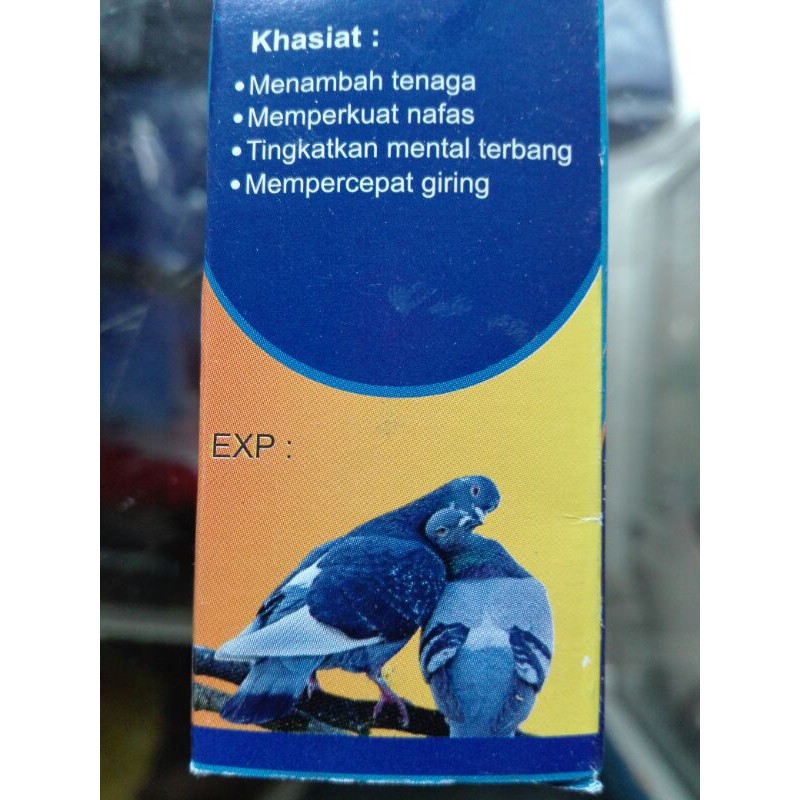 Khasiat :
• Menambah tenaga
• Memperkuat nafas
• Tingkatkan mental terbang
• Mempercepat giring
EXP :